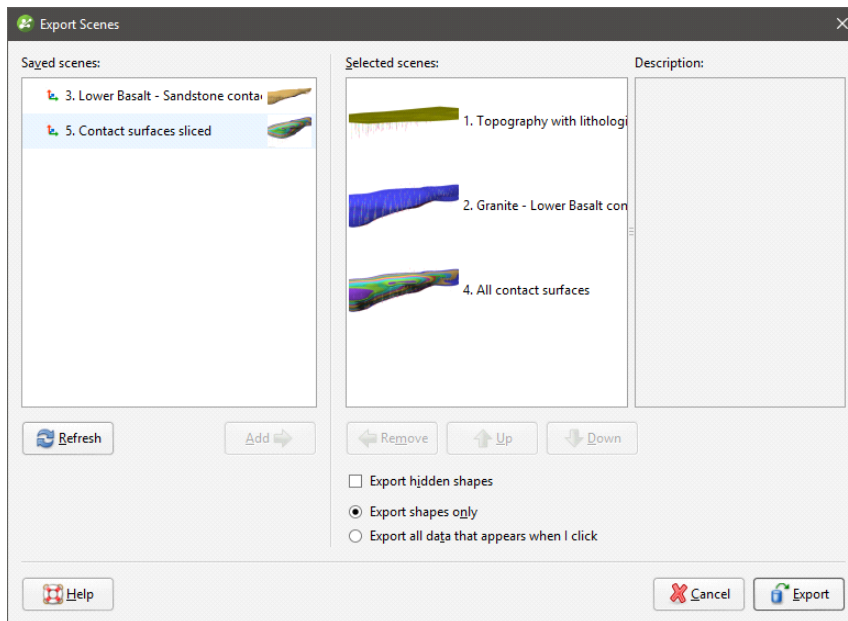 Export Scenes
Saved scenes:
3. Lower Basalt - Sandstone conta
5. Contact surfaces sliced
Refresh
Add
Selected scenes:
1. Topography with lithologi
2. Granite - Lower Basalt con
4. All contact surfaces
Remove
Up
Down
Description:
Export hidden shapes
Export shapes only
Export all data that appears when I click
Help
Cancel
Export